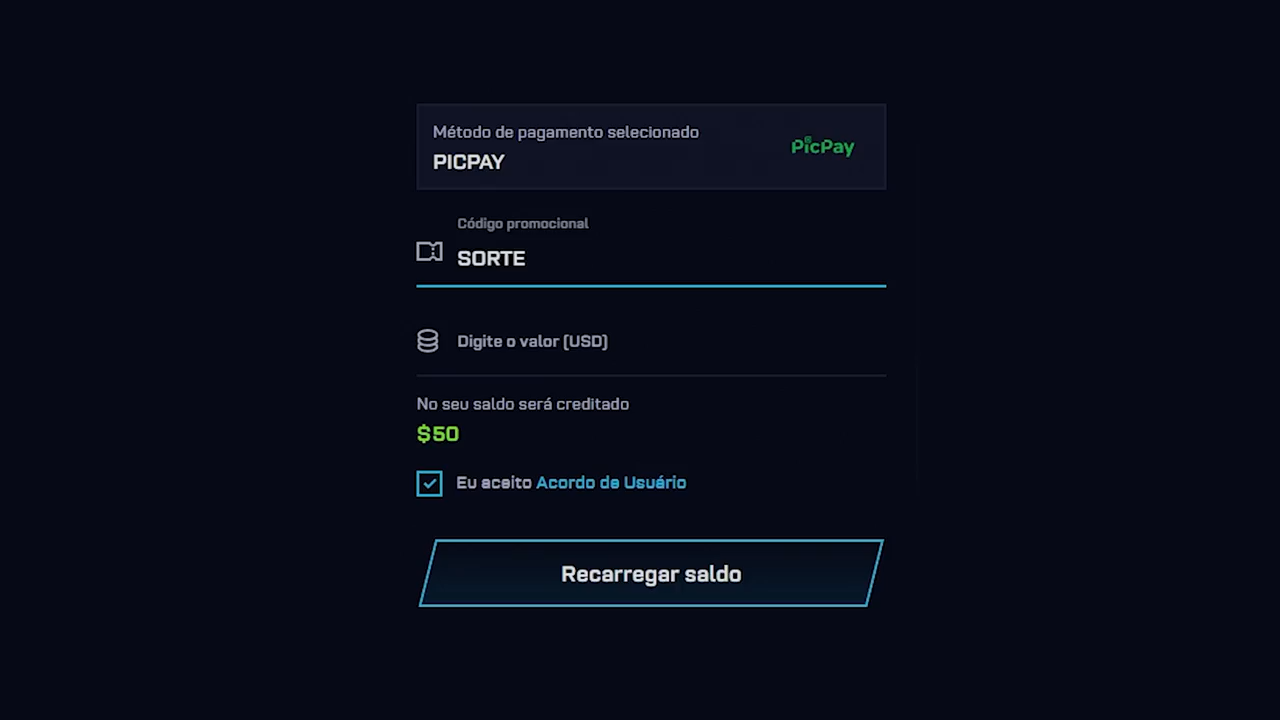 Método de pagamento selecionado
PICPAY
PicPay
Código promocional
SORTE
Digite o valor (USD)
No seu saldo será creditado
$50
Eu aceito Acordo de Usuário
Recarregar saldo